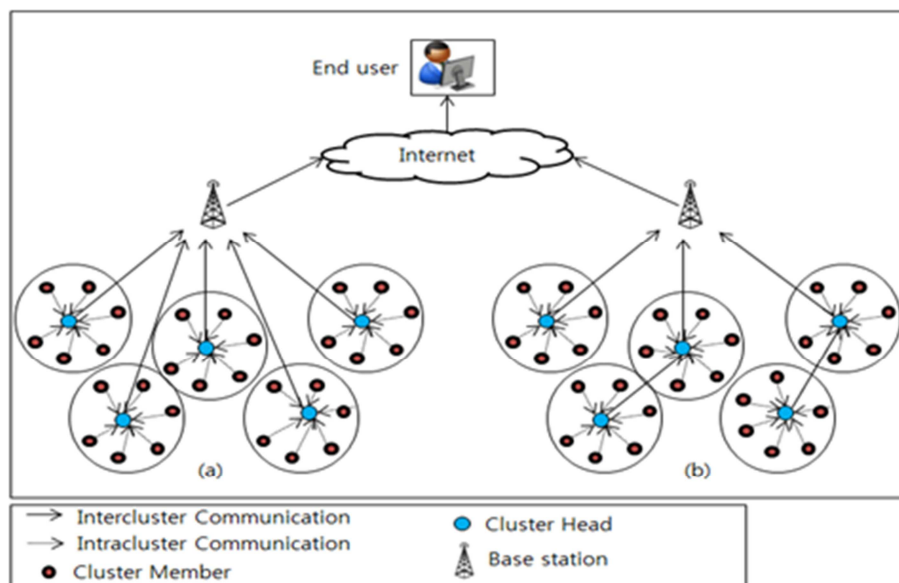 End user
Internet
(a)
(b)
Intercluster Communication
Intracluster Communication
Cluster Member
Cluster Head
Base station